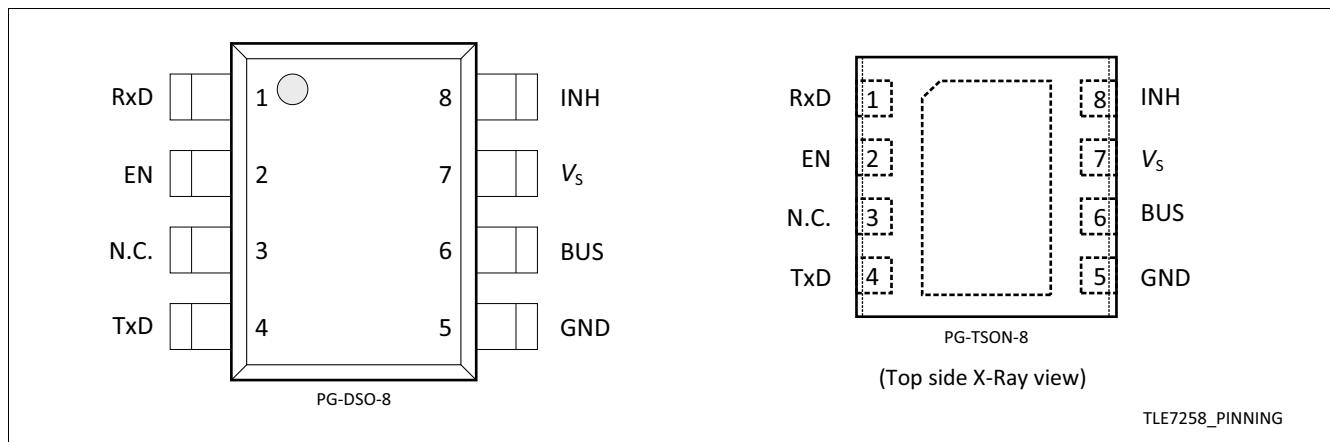 RxD 1 8 INH
EN 2 7 VS
N.C. 3 6 BUS
TxD 4 5 GND
PG-DSO-8
RxD 1 8 INH
EN 2 7 VS
N.C. 3 6 BUS
TxD 4 5 GND
PG-TSON-8
(Top side X-Ray view)
TLE7258_PINNING